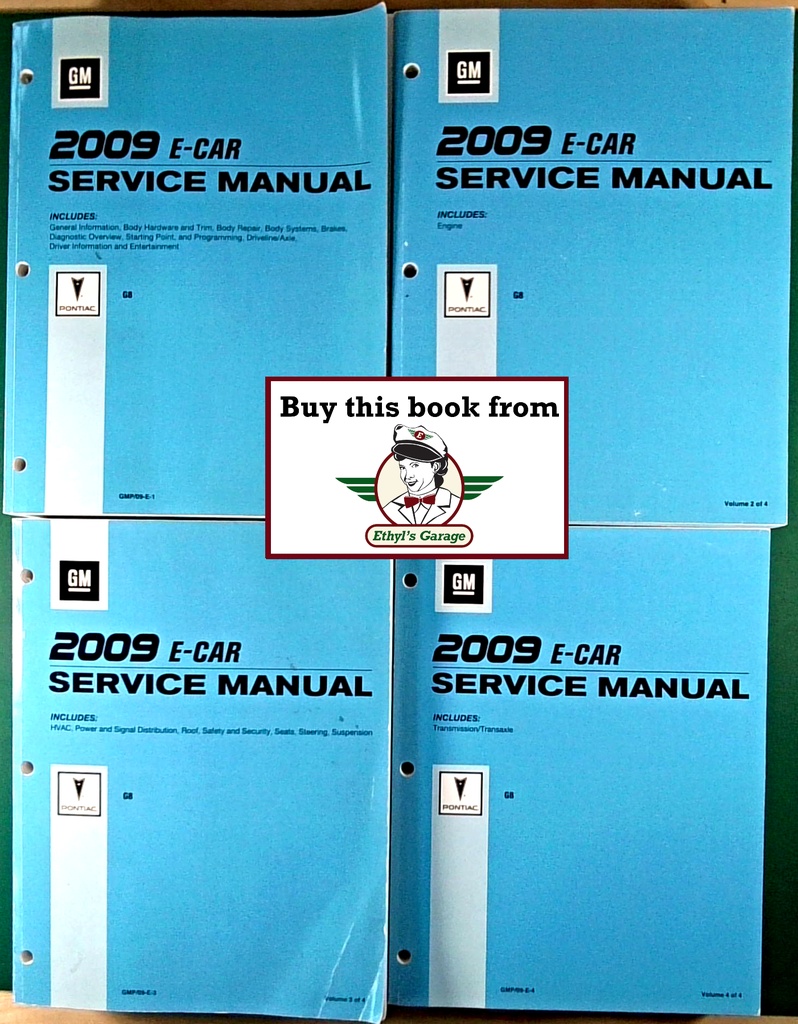 GM
2009 E-CAR
SERVICE MANUAL
INCLUDES:
General Information, Body Hardware and Trim, Body Repair, Body Systems, Brakes,
Diagnostic Overview, Starting Point, and Programming, Driveline/Axle,
Driver Information and Entertainment
PONTIAC
G8
GMP/09-E-1
GM
2009 E-CAR
SERVICE MANUAL
INCLUDES:
Engine
PONTIAC
G8
Volume 2 of 4
Buy this book from
E
Ethyl's Garage
GM
2009 E-CAR
SERVICE MANUAL
INCLUDES:
HVAC, Power and Signal Distribution, Roof, Safety and Security, Seats, Steering, Suspension
PONTIAC
G8
GMP/09-E-3
Volume 3 of 4
GM
2009 E-CAR
SERVICE MANUAL
INCLUDES:
Transmission/Transaxle
PONTIAC
G8
GMP/09-E-4
Volume 4 of 4